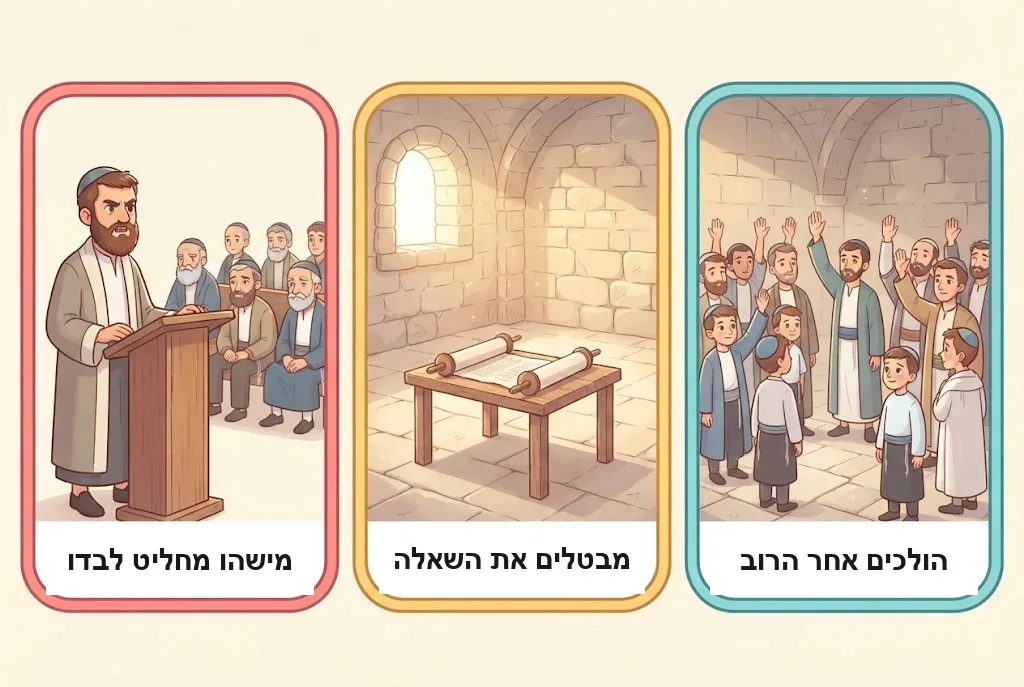 הולכים אחר הרוב
מבטלים את השאלה
מישהו מחליט לבדו